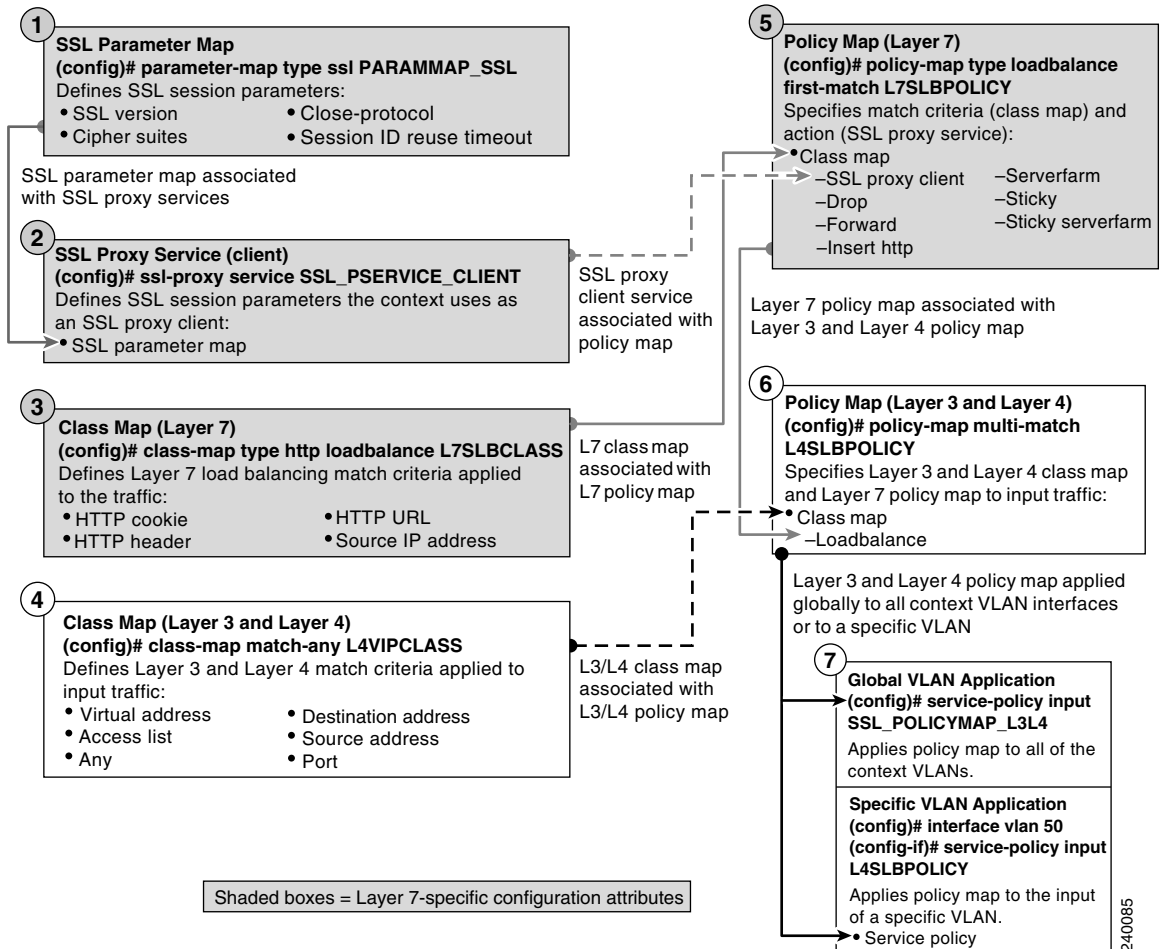 1
SSL Parameter Map
(config)# parameter-map type ssl PARAMMAP_SSL
Defines SSL session parameters:
• SSL version
• Cipher suites
• Close-protocol
• Session ID reuse timeout
SSL parameter map associated
with SSL proxy services
2
SSL Proxy Service (client)
(config)# ssl-proxy service SSL_PSERVICE_CLIENT
Defines SSL session parameters the context uses as
an SSL proxy client:
• SSL parameter map
SSL proxy
client service
associated with
policy map
3
Class Map (Layer 7)
(config)# class-map type http loadbalance L7SLBCLASS
Defines Layer 7 load balancing match criteria applied
to the traffic:
• HTTP cookie
• HTTP header
• HTTP URL
• Source IP address
L7 class map
associated with
L7 policy map
4
Class Map (Layer 3 and Layer 4)
(config)# class-map match-any L4VIPCLASS
Defines Layer 3 and Layer 4 match criteria applied to
input traffic:
• Virtual address
• Access list
• Any
• Destination address
• Source address
• Port
L3/L4 class map
associated with
L3/L4 policy map
5
Policy Map (Layer 7)
(config)# policy-map type loadbalance
first-match L7SLBPOLICY
Specifies match criteria (class map) and
action (SSL proxy service):
• Class map
–SSL proxy client
–Drop
–Forward
–Insert http
–Serverfarm
–Sticky
–Sticky serverfarm
Layer 7 policy map associated with
Layer 3 and Layer 4 policy map
6
Policy Map (Layer 3 and Layer 4)
(config)# policy-map multi-match
L4SLBPOLICY
Specifies Layer 3 and Layer 4 class map
and Layer 7 policy map to input traffic:
• Class map
–Loadbalance
Layer 3 and Layer 4 policy map applied
globally to all context VLAN interfaces
or to a specific VLAN
7
Global VLAN Application
(config)# service-policy input
SSL_POLICYMAP_L3L4
Applies policy map to all of the
context VLANs.
Specific VLAN Application
(config)# interface vlan 50
(config-if)# service-policy input
L4SLBPOLICY
Applies policy map to the input
of a specific VLAN.
• Service policy
Shaded boxes = Layer 7-specific configuration attributes
240085